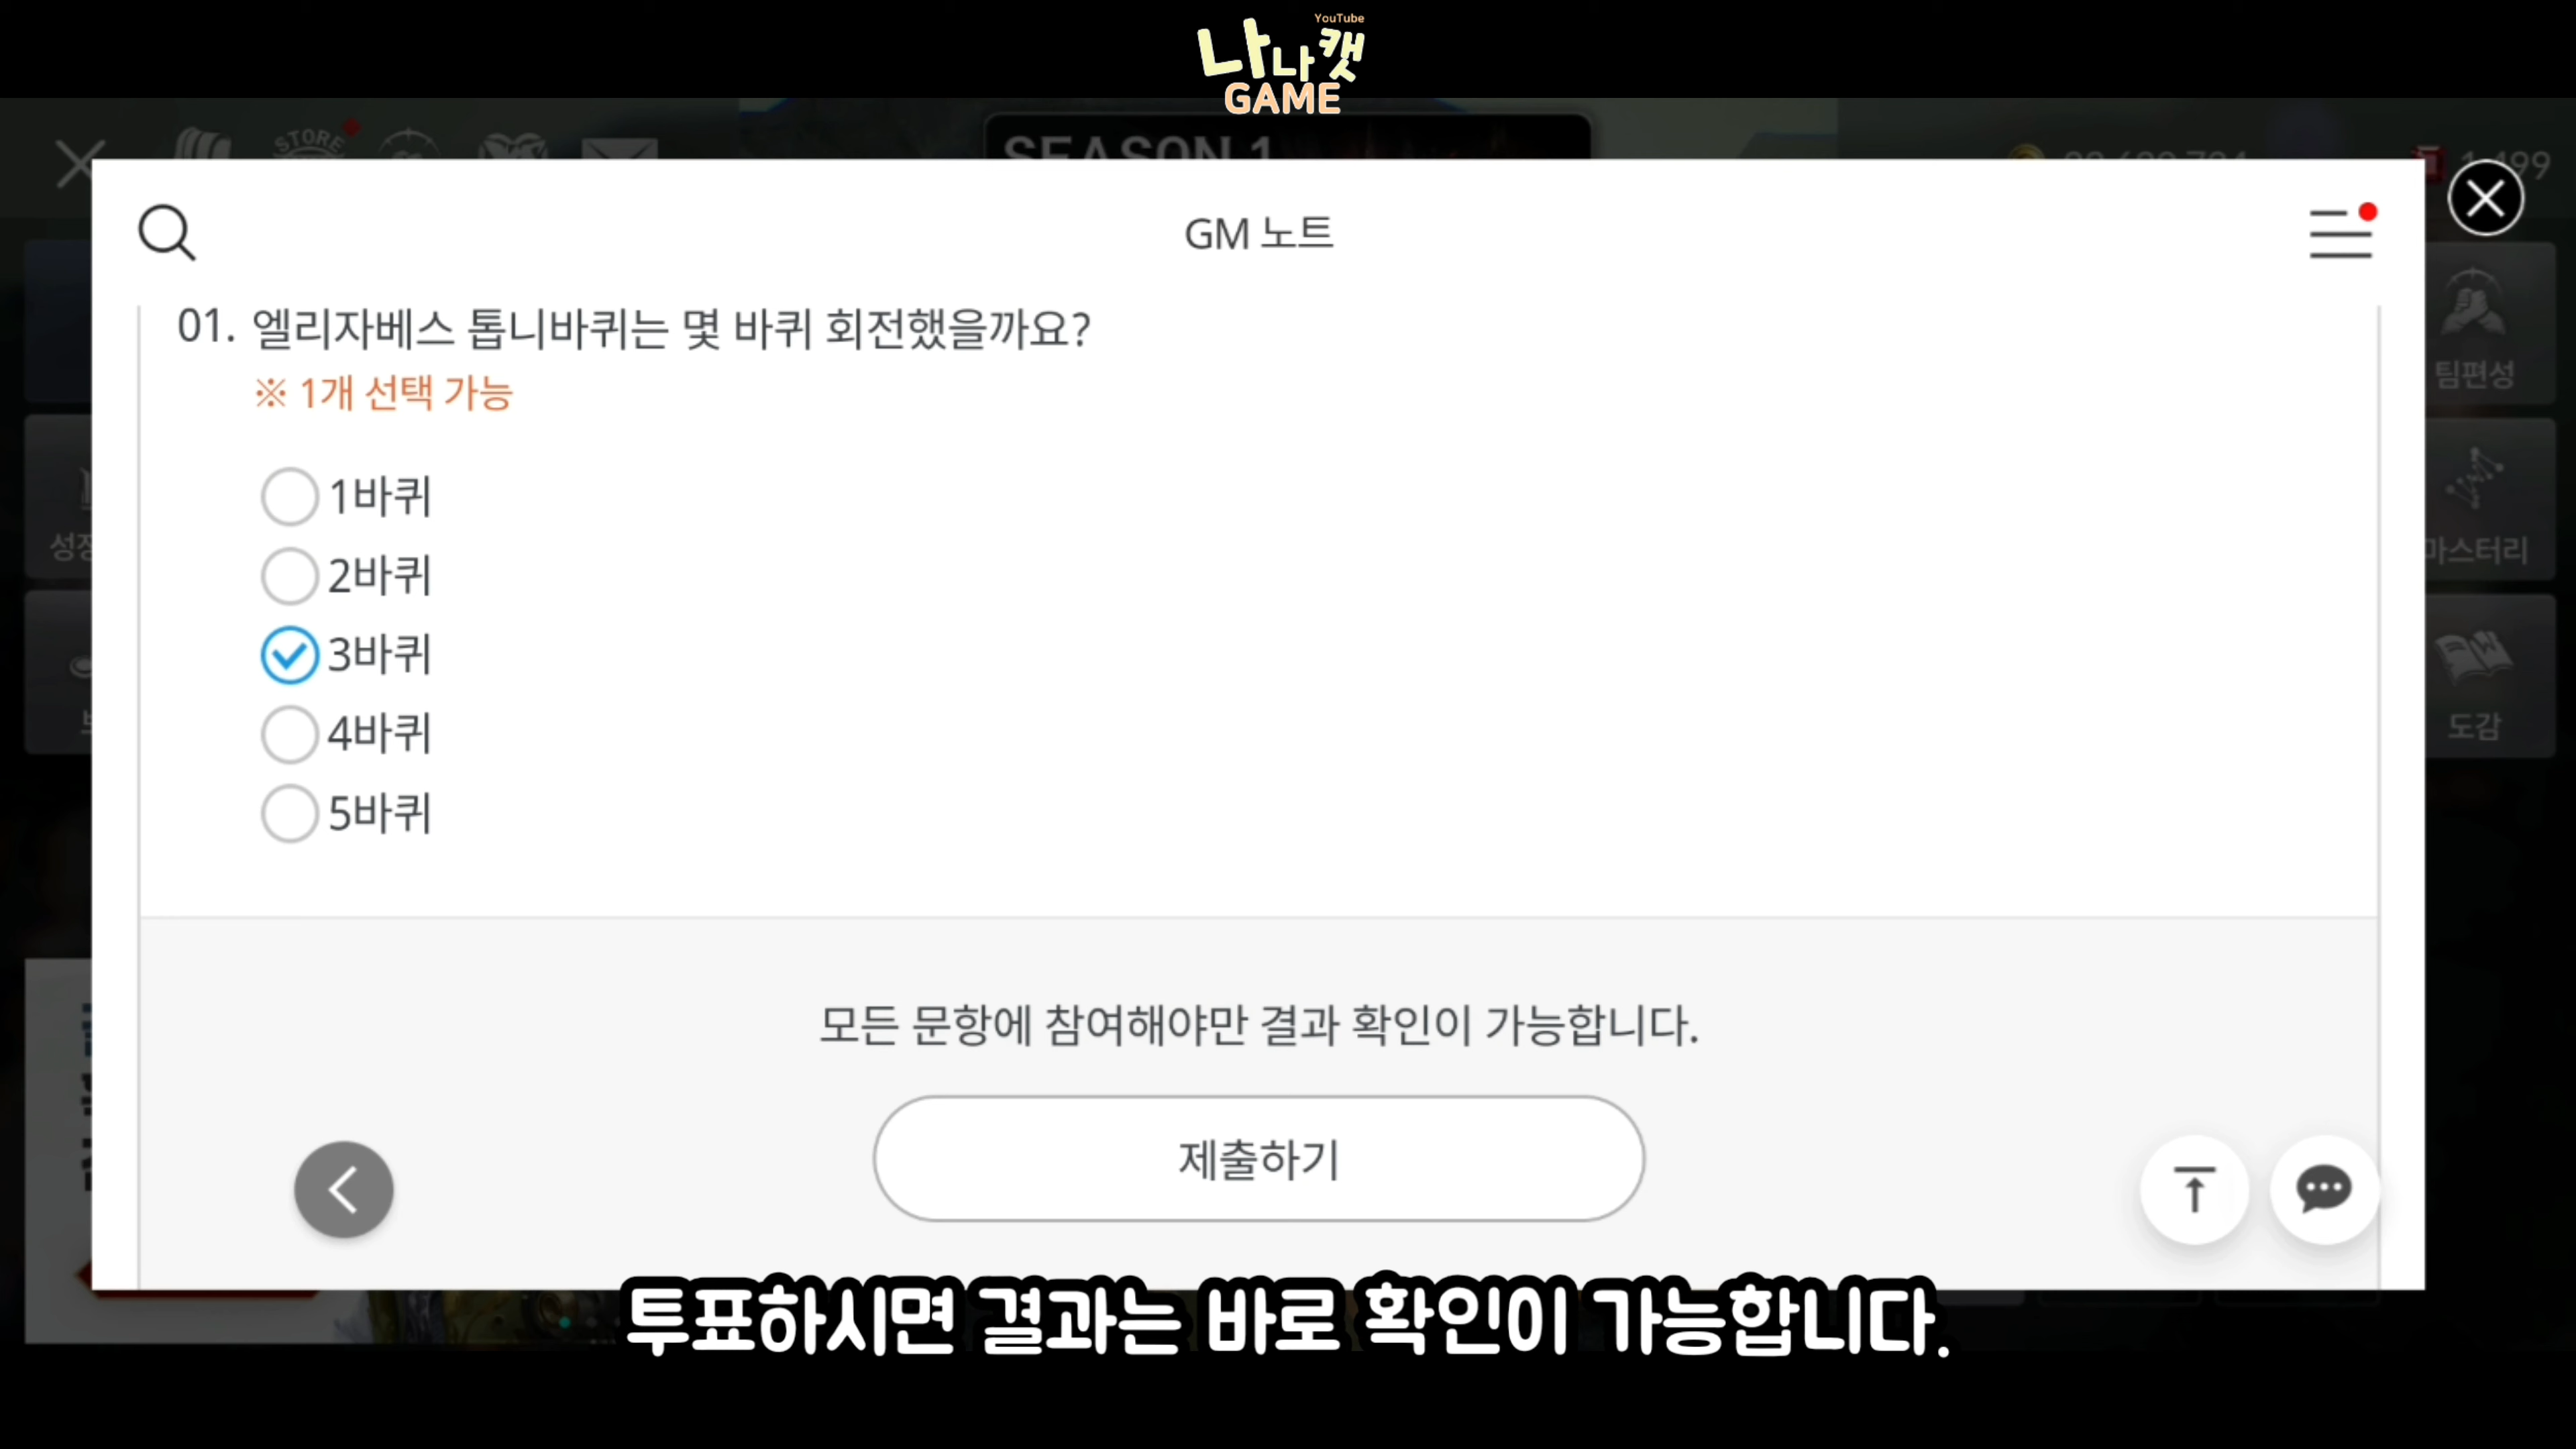 YouTube
나나캣
GAME
STORE
SEASON 1
GM 노트
01. 엘리자베스 톱니바퀴는 몇 바퀴 회전했을까요?
※ 1개 선택 가능
1바퀴
2바퀴
3바퀴
4바퀴
5바퀴
모든 문항에 참여해야만 결과 확인이 가능합니다.
제출하기
팀편성
마스터리
도감
투표하시면 결과는 바로 확인이 가능합니다.